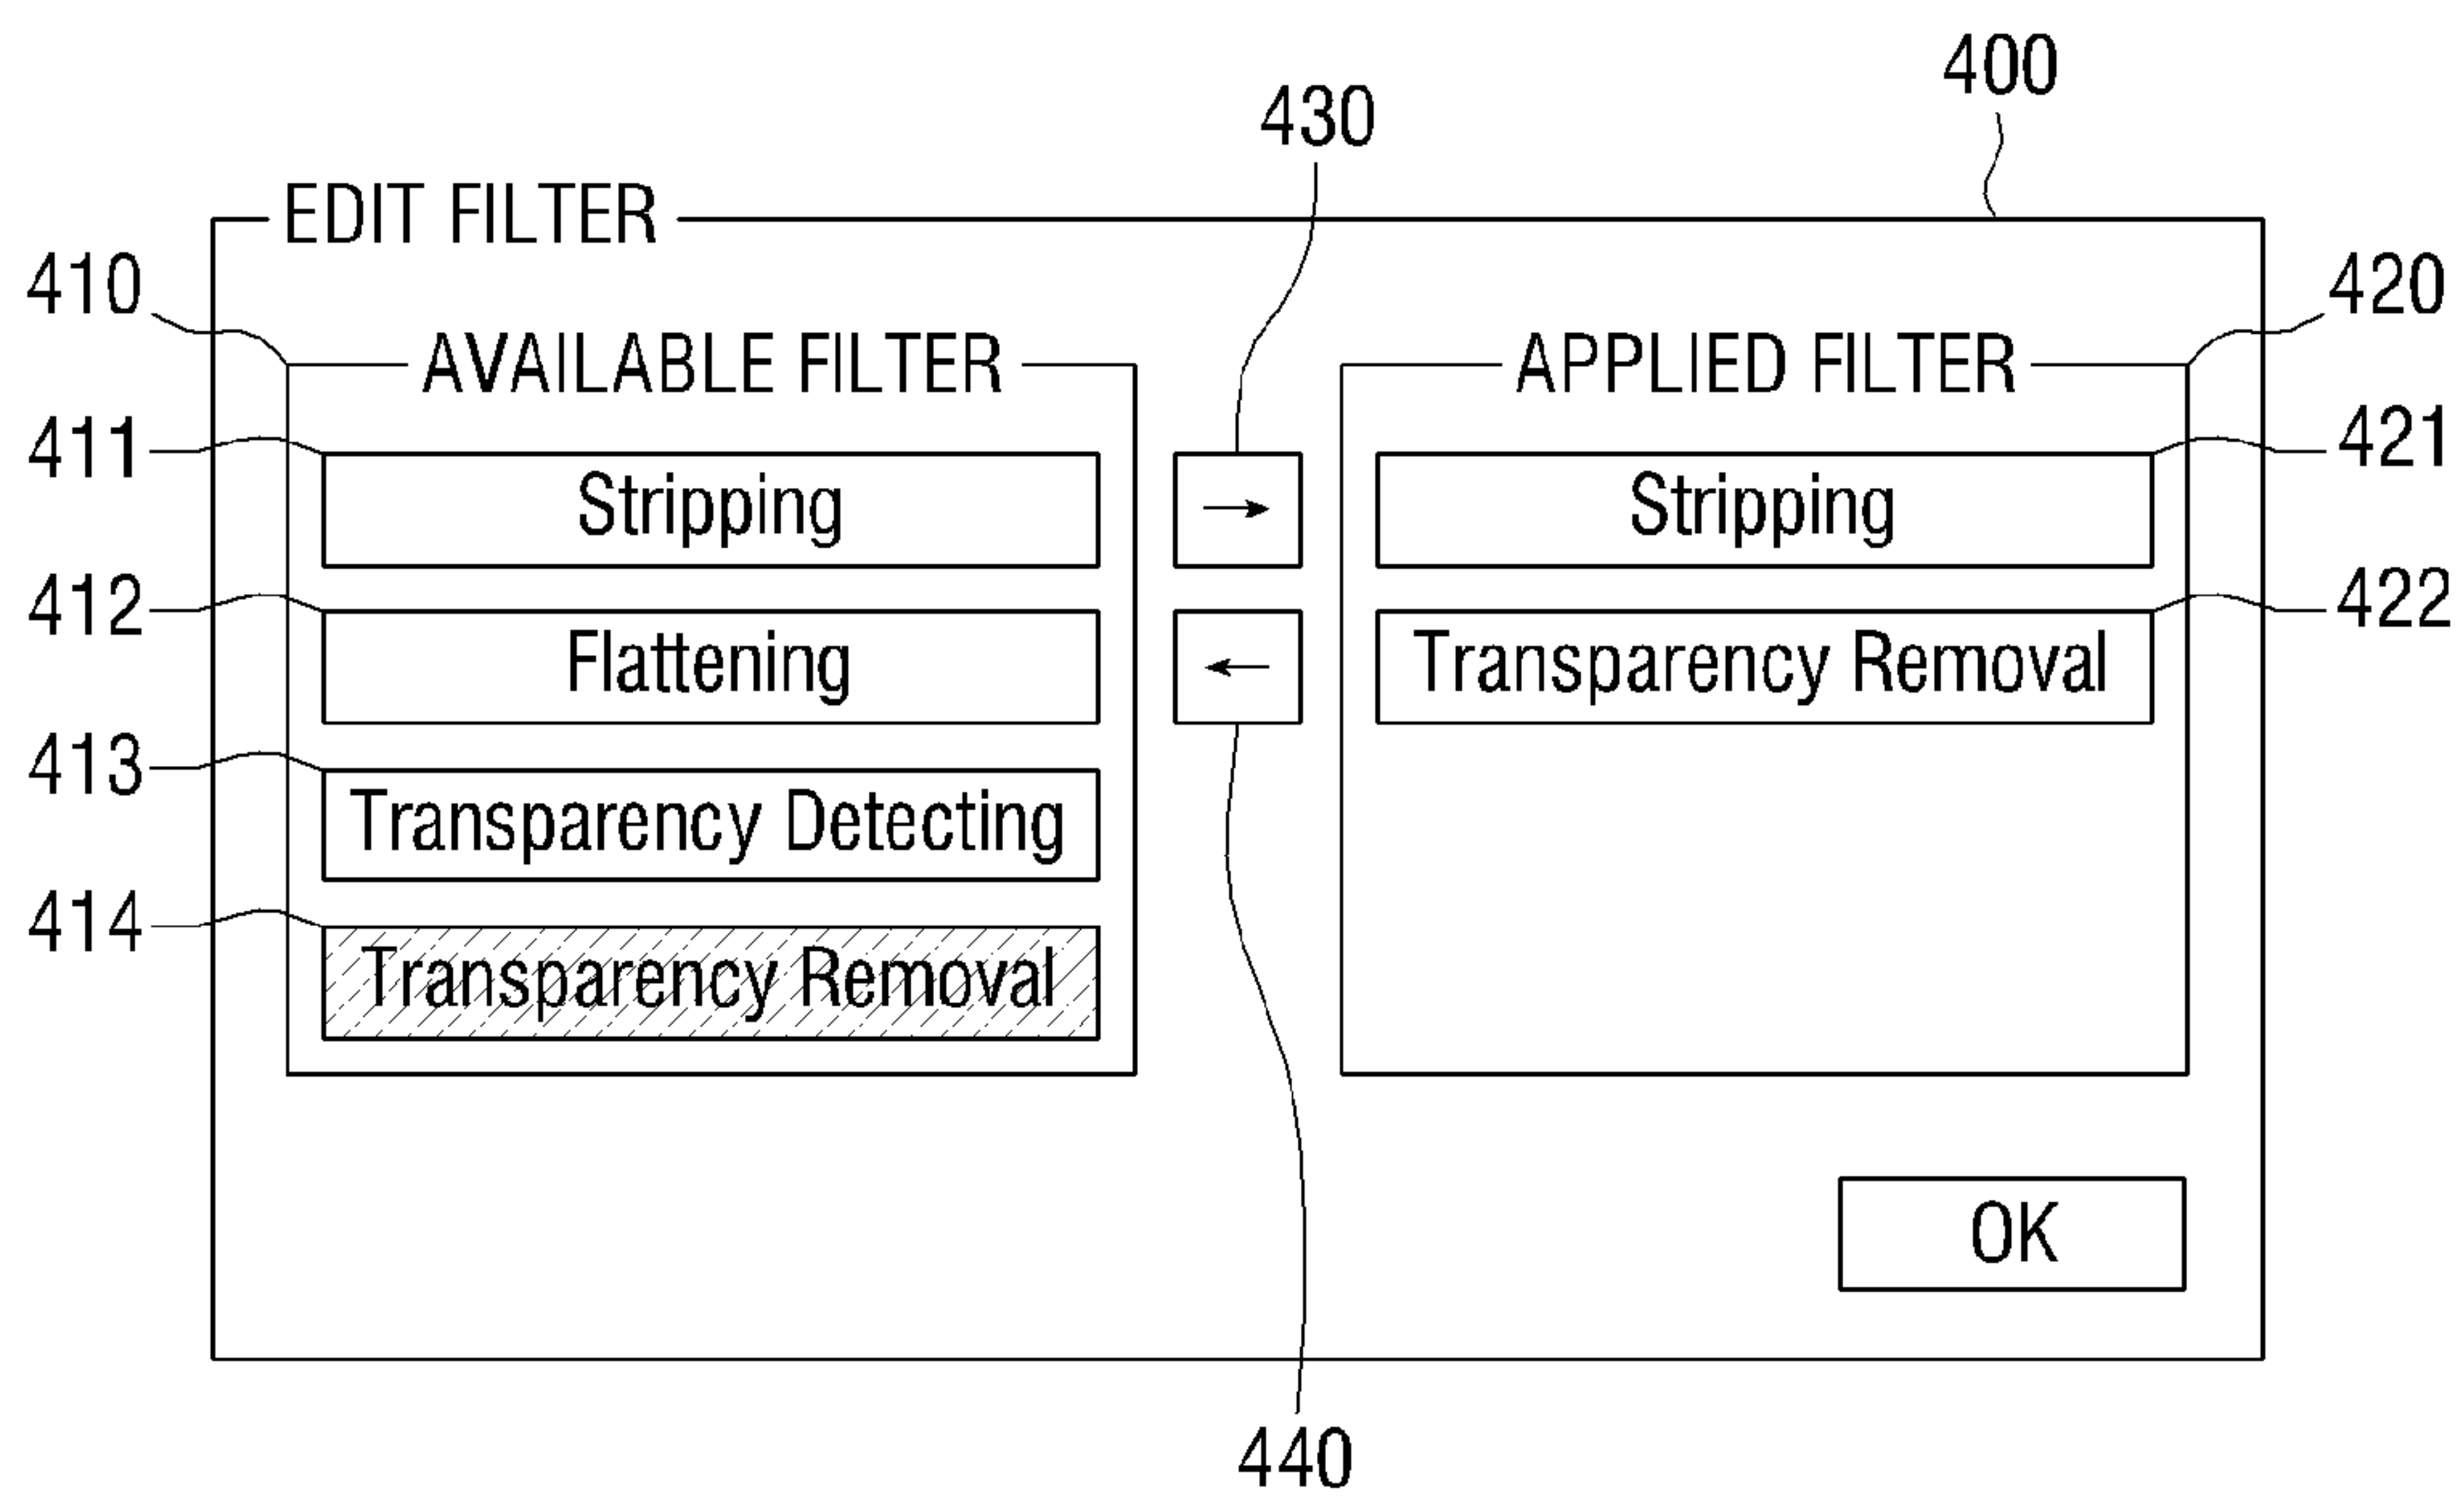 400
430
EDIT FILTER
410
420
AVAILABLE FILTER
APPLIED FILTER
411
Stripping
Stripping
421
412
Flattening
Transparency Removal
422
413
Transparency Detecting
414
Transparency Removal
OK
440